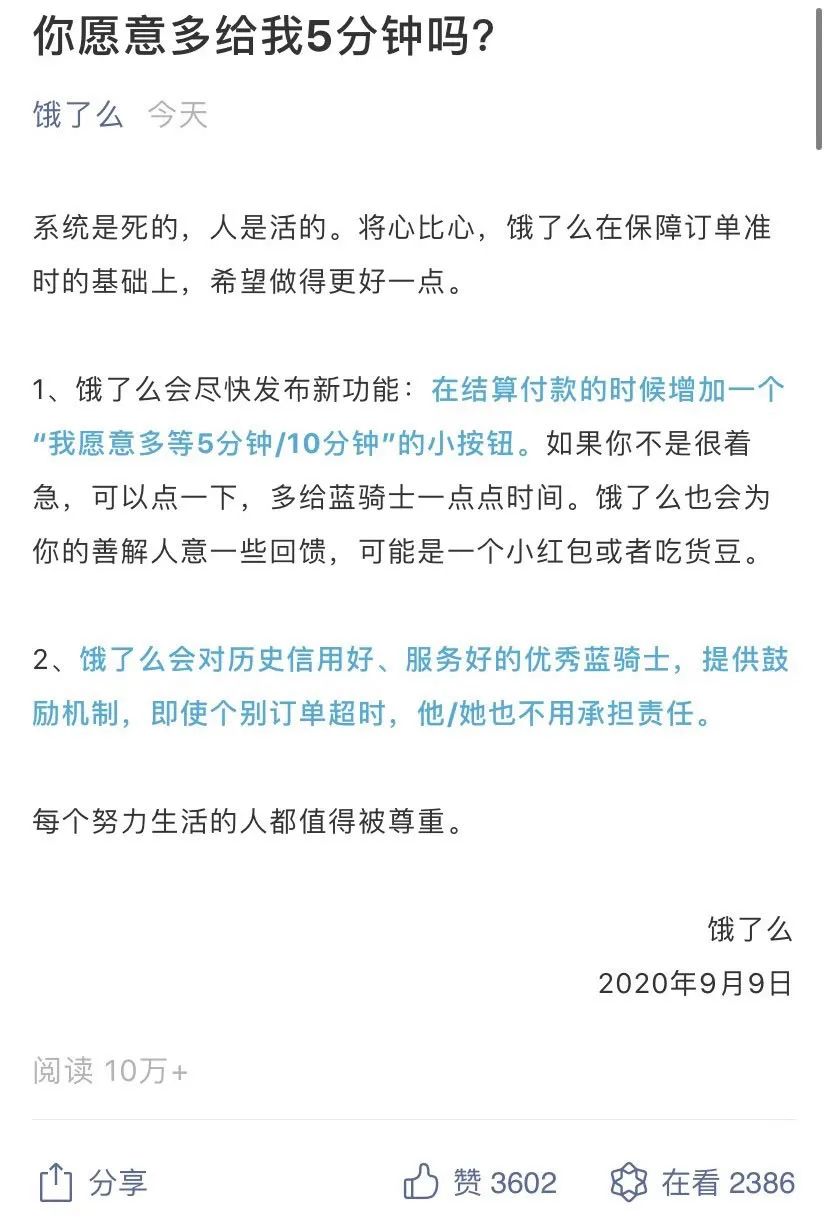 你愿意多给我5分钟吗?
饿了么 今天
系统是死的，人是活的。将心比心，饿了么在保障订单准
时的基础上，希望做得更好一点。
1、饿了么会尽快发布新功能：在结算付款的时候增加一个
“我愿意多等5分钟/10分钟”的小按钮。如果你不是很着
急，可以点一下，多给蓝骑士一点点时间。饿了么也会为
你的善解人意一些回馈，可能是一个小红包或者吃货豆。
2、饿了么会对历史信用好、服务好的优秀蓝骑士，提供鼓
励机制，即使个别订单超时，他/她也不用承担责任。
每个努力生活的人都值得被尊重。
饿了么
2020年9月9日
阅读 10万+
分享 赞 3602 在看 2386